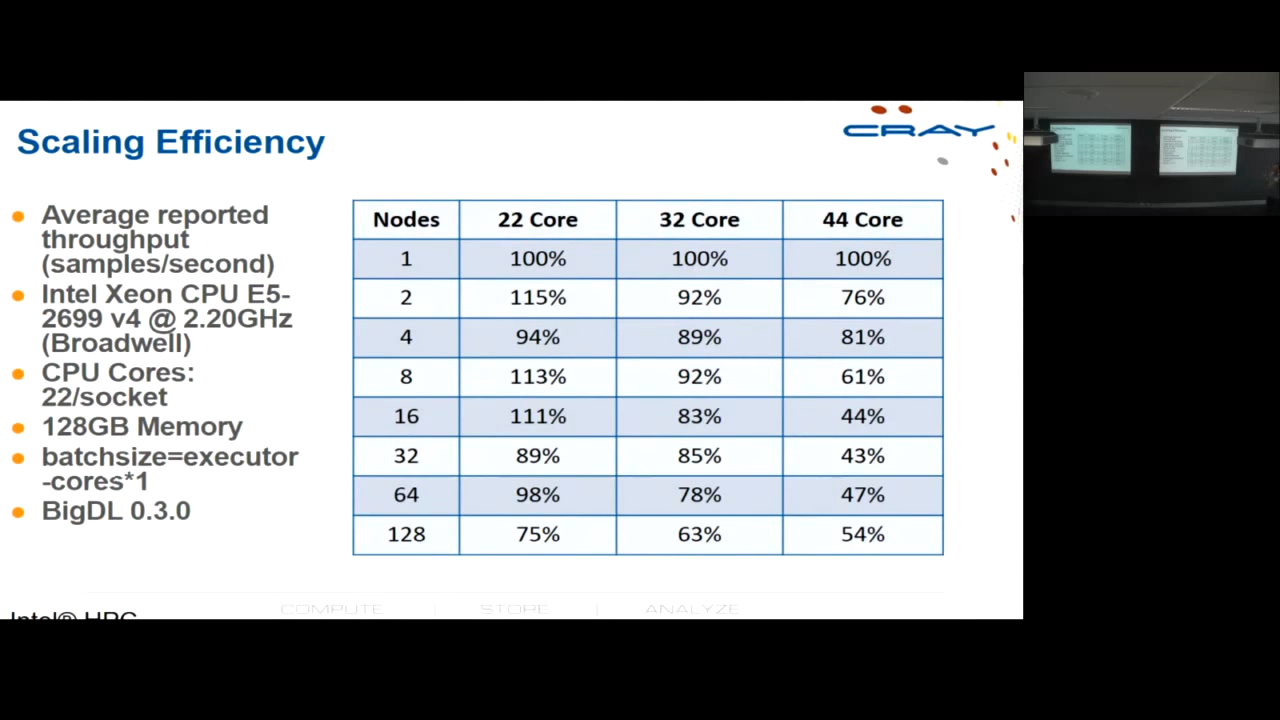 Scaling Efficiency
CRAY
Average reported
throughput
(samples/second)
Intel Xeon CPU E5-
2699 v4 @ 2.20GHz
(Broadwell)
CPU Cores:
22/socket
128GB Memory
batchsize=executor
-cores*1
BigDL 0.3.0
Nodes 22 Core 32 Core 44 Core
1 100% 100% 100%
2 115% 92% 76%
4 94% 89% 81%
8 113% 92% 61%
16 111% 83% 44%
32 89% 85% 43%
64 98% 78% 47%
128 75% 63% 54%
COMPUTE | STORE | ANALYZE
Intel® HPC